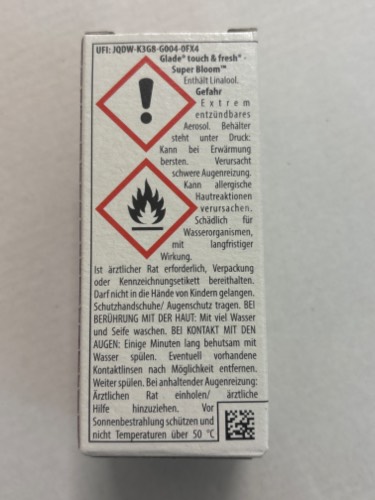 UFI: JQDW-K3G8-G004-0FX4
Glade® touch & fresh® -
Super Bloom™
Enthält Linalool.
Gefahr
Extrem
entzündbares
Aerosol. Behälter
steht unter Druck:
Kann bei Erwärmung
bersten. Verursacht
schwere Augenreizung.
Kann allergische
Hautreaktionen
verursachen.
Schädlich für
Wasserorganismen,
mit langfristiger
Wirkung.
Ist ärztlicher Rat erforderlich, Verpackung
oder Kennzeichnungsetikett bereithalten.
Darf nicht in die Hände von Kindern gelangen.
Schutzhandschuhe/ Augenschutz tragen. BEI
BERÜHRUNG MIT DER HAUT: Mit viel Wasser
und Seife waschen. BEI KONTAKT MIT DEN
AUGEN: Einige Minuten lang behutsam mit
Wasser spülen. Eventuell vorhandene
Kontaktlinsen nach Möglichkeit entfernen.
Weiter spülen. Bei anhaltender Augenreizung:
Ärztlichen Rat einholen/ ärztliche
Hilfe hinzuziehen. Vor
Sonnenbestrahlung schützen und
nicht Temperaturen über 50 °C